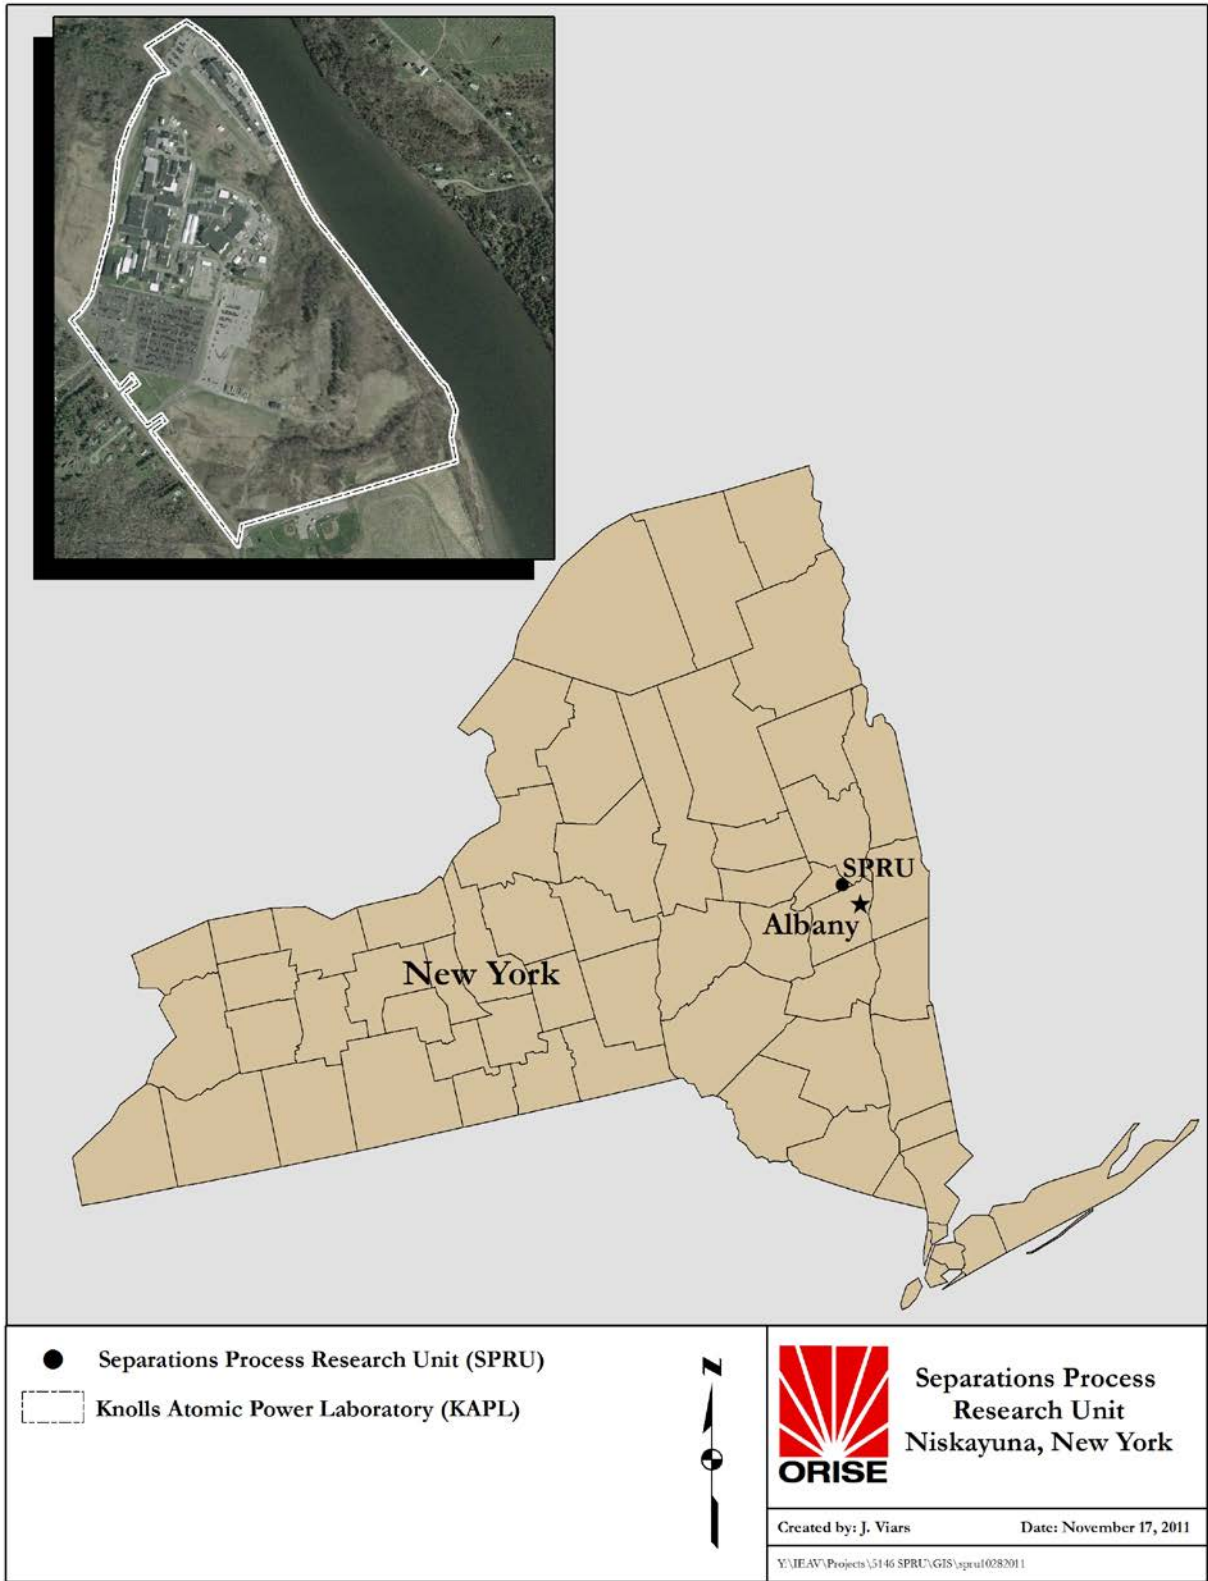 SPRU
Albany
New York
Separations Process Research Unit (SPRU)
Knolls Atomic Power Laboratory (KAPL)
N
ORISE
Separations Process
Research Unit
Niskayuna, New York
Created by: J. Viars
Date: November 17, 2011
Y:\IEAV\Projects\5146 SPRU\GIS\spru10282011